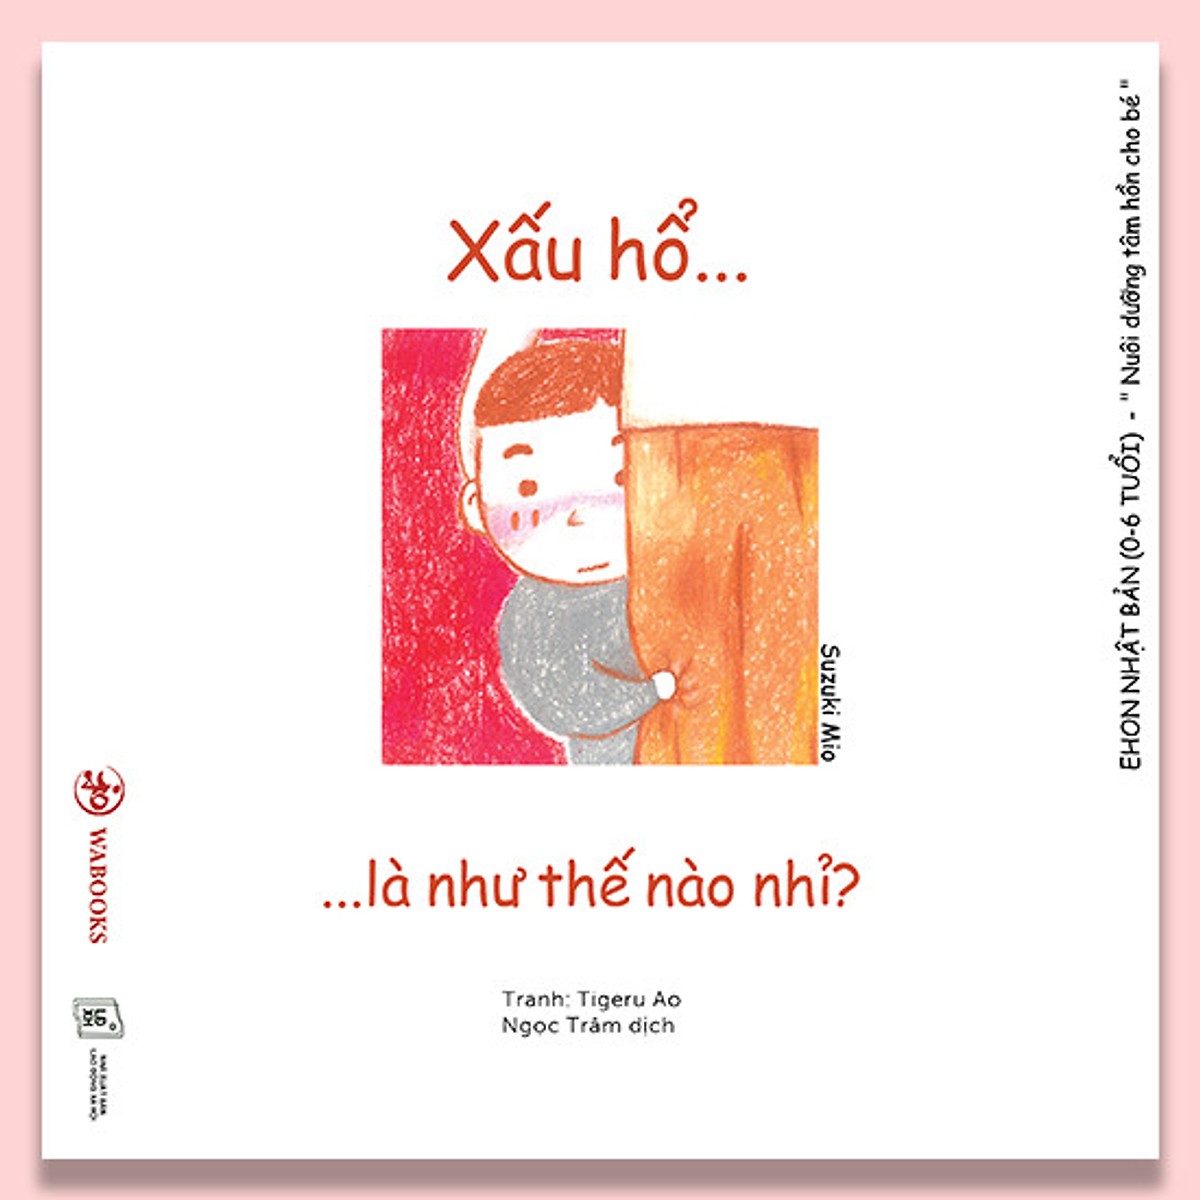 Xấu hổ...
Suzuki Mio
...là như thế nào nhỉ?
Tranh: Tigeru Ao
Ngọc Trâm dịch
EHON NHẬT BẢN (0-6 TUỔI) - " Nuôi dưỡng tâm hồn cho bé "
WABOOKS